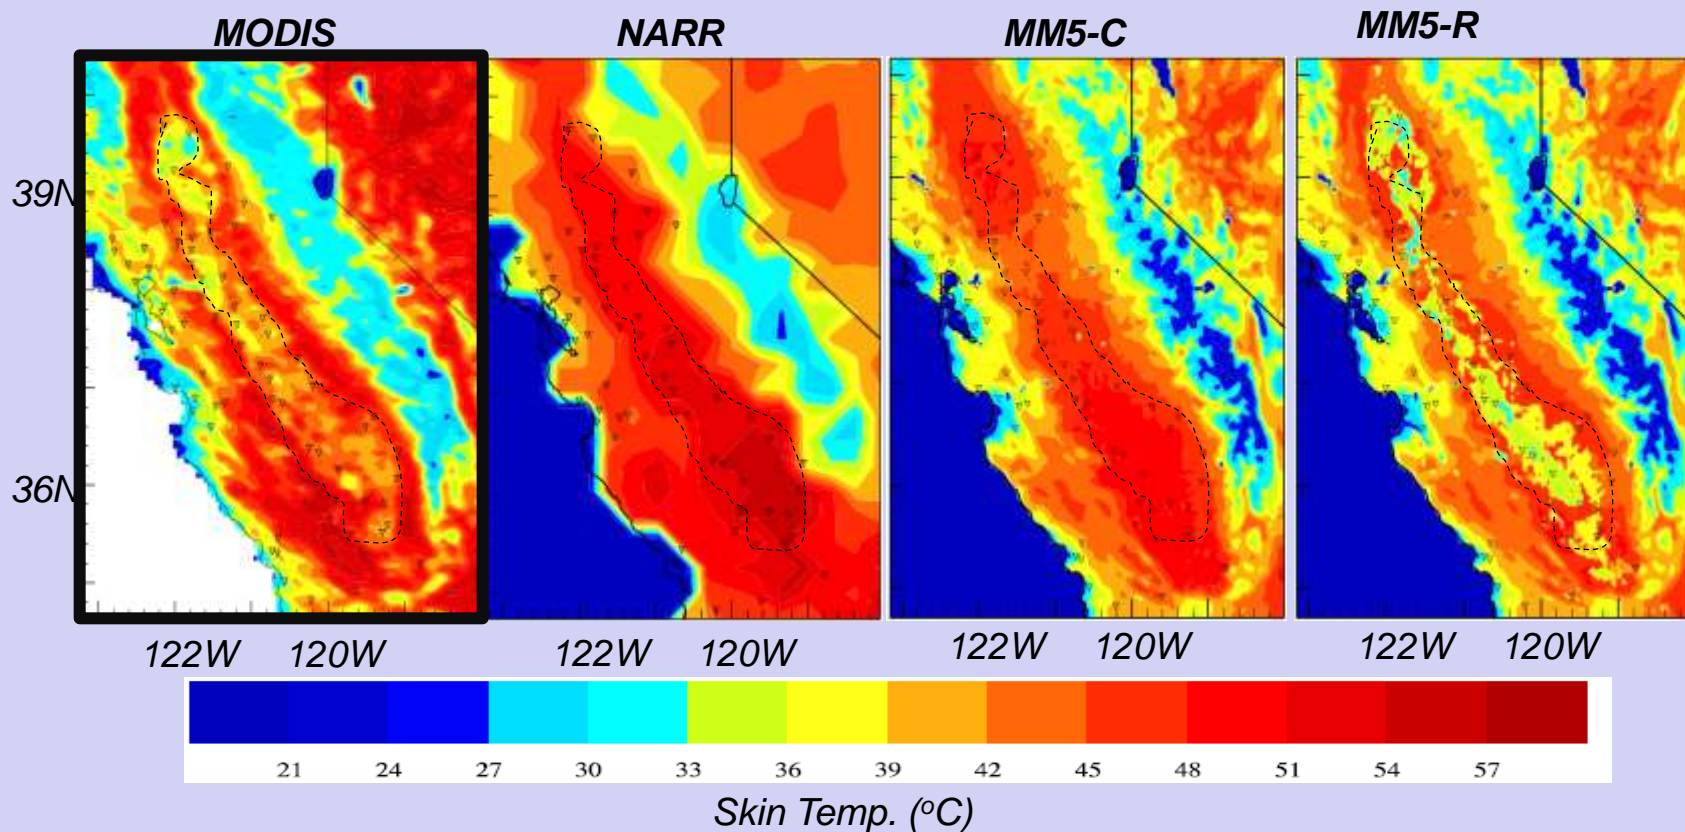 MODIS NARR MM5-C MM5-R
39N
36N
122W 120W 122W 120W 122W 120W 122W 120W
21 24 27 30 33 36 39 42 45 48 51 54 57
Skin Temp. (°C)